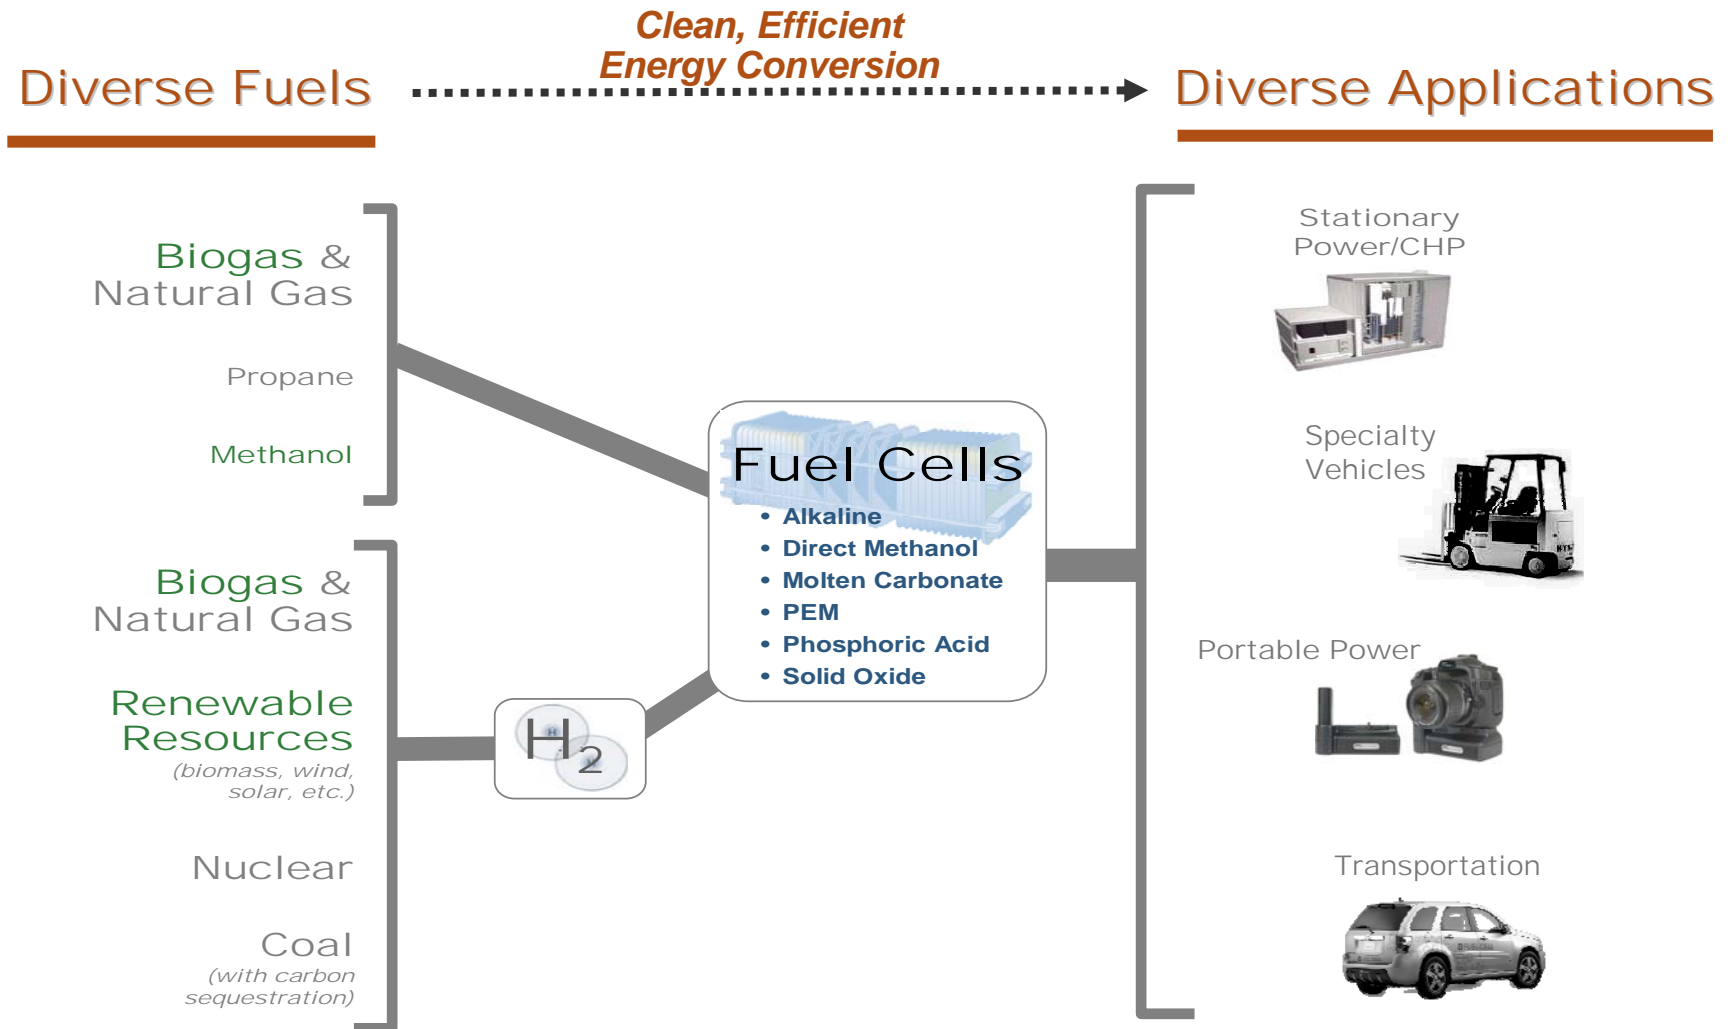 Clean, Efficient
Energy Conversion
Diverse Fuels
Diverse Applications
Biogas &
Natural Gas
Propane
Methanol
Biogas &
Natural Gas
Renewable
Resources
(biomass, wind,
solar, etc.)
Nuclear
Coal
(with carbon
sequestration)
H2
Fuel Cells
• Alkaline
• Direct Methanol
• Molten Carbonate
• PEM
• Phosphoric Acid
• Solid Oxide
Stationary
Power/CHP
Specialty
Vehicles
Portable Power
Transportation